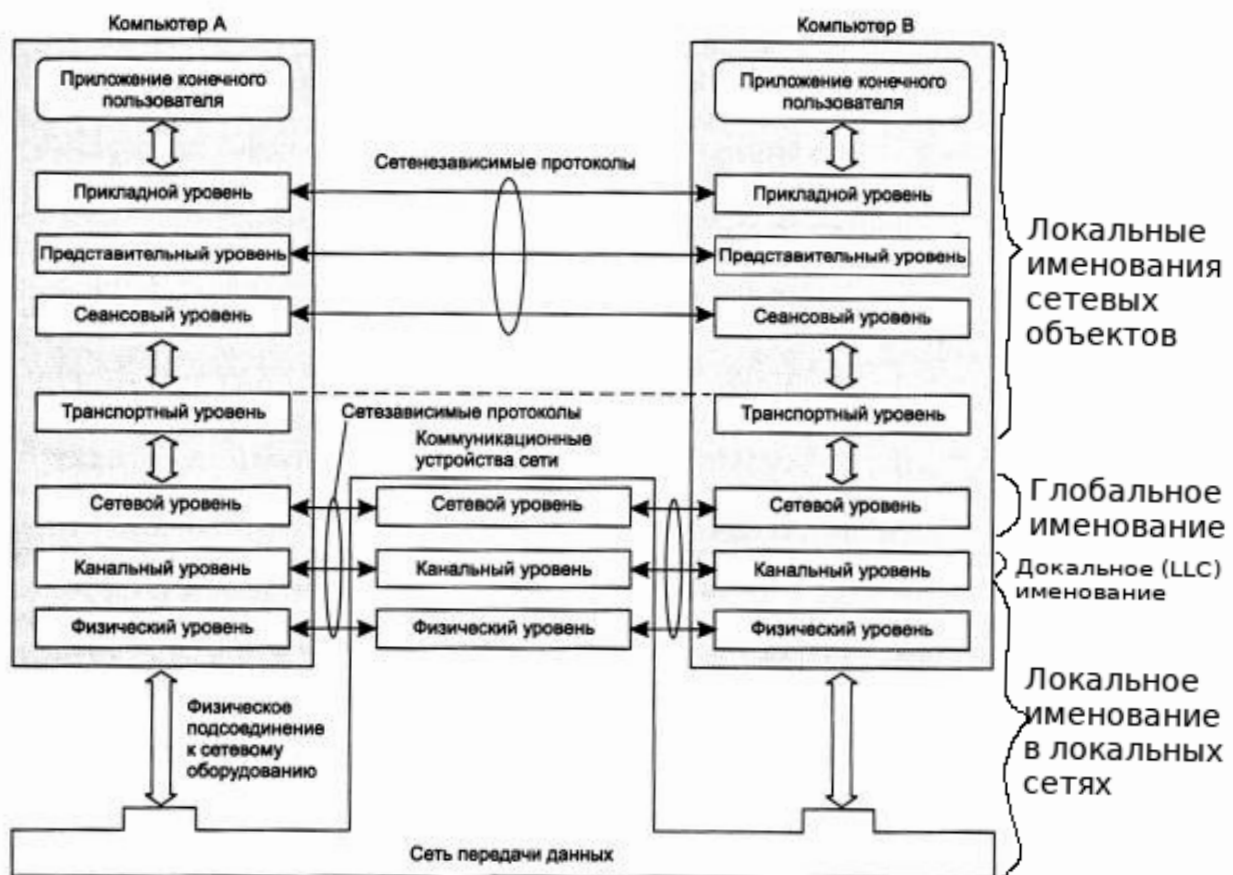 Компьютер А
Компьютер В
Приложение конечного
пользователя
Приложение конечного
пользователя
Сетенезависимые протоколы
Прикладной уровень
Прикладной уровень
Представительный уровень
Представительный уровень
Сеансовый уровень
Сеансовый уровень
Локальные
именования
сетевых
объектов
Транспортный уровень
Сетезависимые протоколы
Транспортный уровень
Коммуникационные
устройства сети
Сетевой уровень
Сетевой уровень
Сетевой уровень
Глобальное
именование
Канальный уровень
Канальный уровень
Канальный уровень
Докальное (LLC)
именование
Физический уровень
Физический уровень
Физический уровень
Физическое
подсоединение
к сетевому
оборудованию
Локальное
именование
в локальных
сетях
Сеть передачи данных